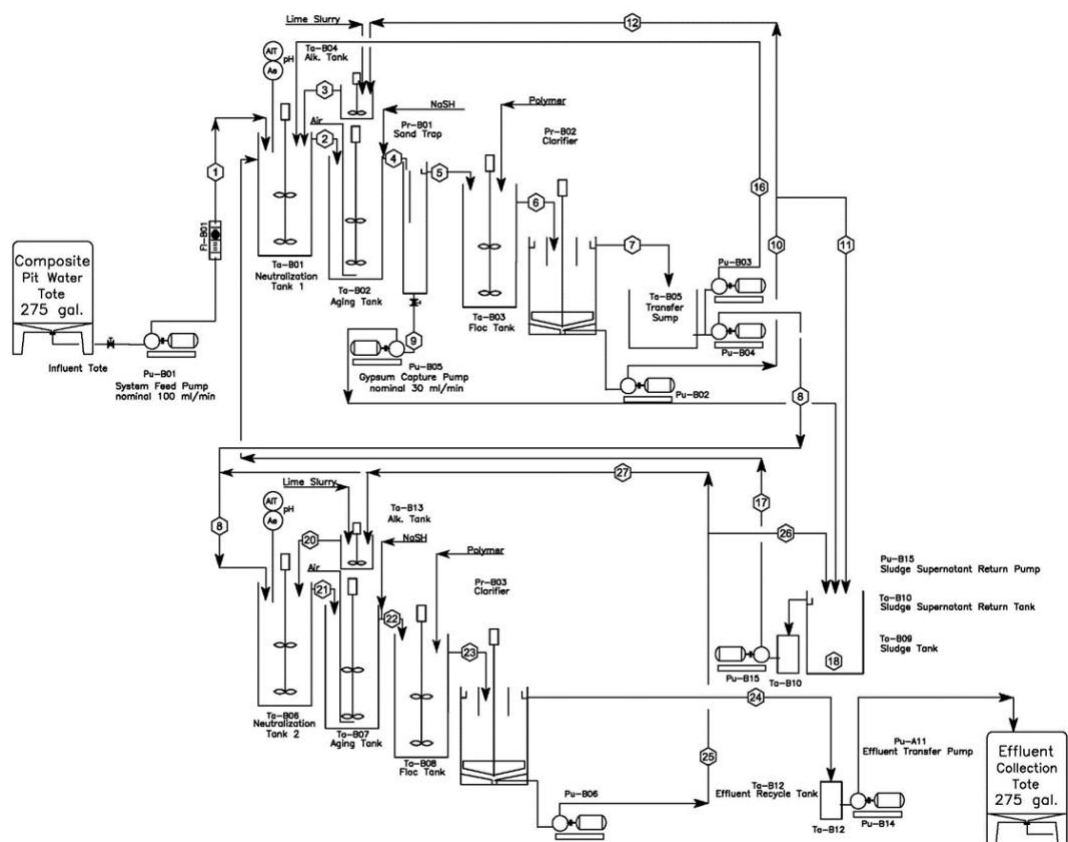 Lime Slurry
12
Ta-B04
Alk. Tank
AIT
pH
Ae
3
NaSH
Polymer
Air
Pr-B01
Sand Trap
Pr-B02
Clarifier
1
2
4
5
16
6
FI-B01
7
10
11
Composite
Pit Water
Tote
275 gal.
Ta-B01
Neutralization
Tank 1
Ta-B02
Aging Tank
Ta-B03
Floc Tank
Ta-B05
Transfer
Sump
Pu-B03
Pu-B04
9
Influent Tote
Pu-B01
System Feed Pump
nominal 100 ml/min
Pu-B05
Gypsum Capture Pump
nominal 30 ml/min
Pu-B02
8
27
Lime Slurry
17
AIT
pH
Ae
Ta-B13
Alk. Tank
8
20
NaSH
26
Air
Polymer
Pu-B15
Sludge Supernatant Return Pump
Pr-B03
Clarifier
21
22
Ta-B10
Sludge Supernatant Return Tank
Ta-B09
Sludge Tank
23
18
Pu-B15
Ta-B10
24
Ta-B06
Neutralization
Tank 2
Ta-B07
Aging Tank
Ta-B08
Floc Tank
25
Pu-A11
Effluent Transfer Pump
Effluent
Collection
Tote
275 gal.
Ta-B12
Effluent Recycle Tank
Pu-B06
Ta-B12
Pu-B14